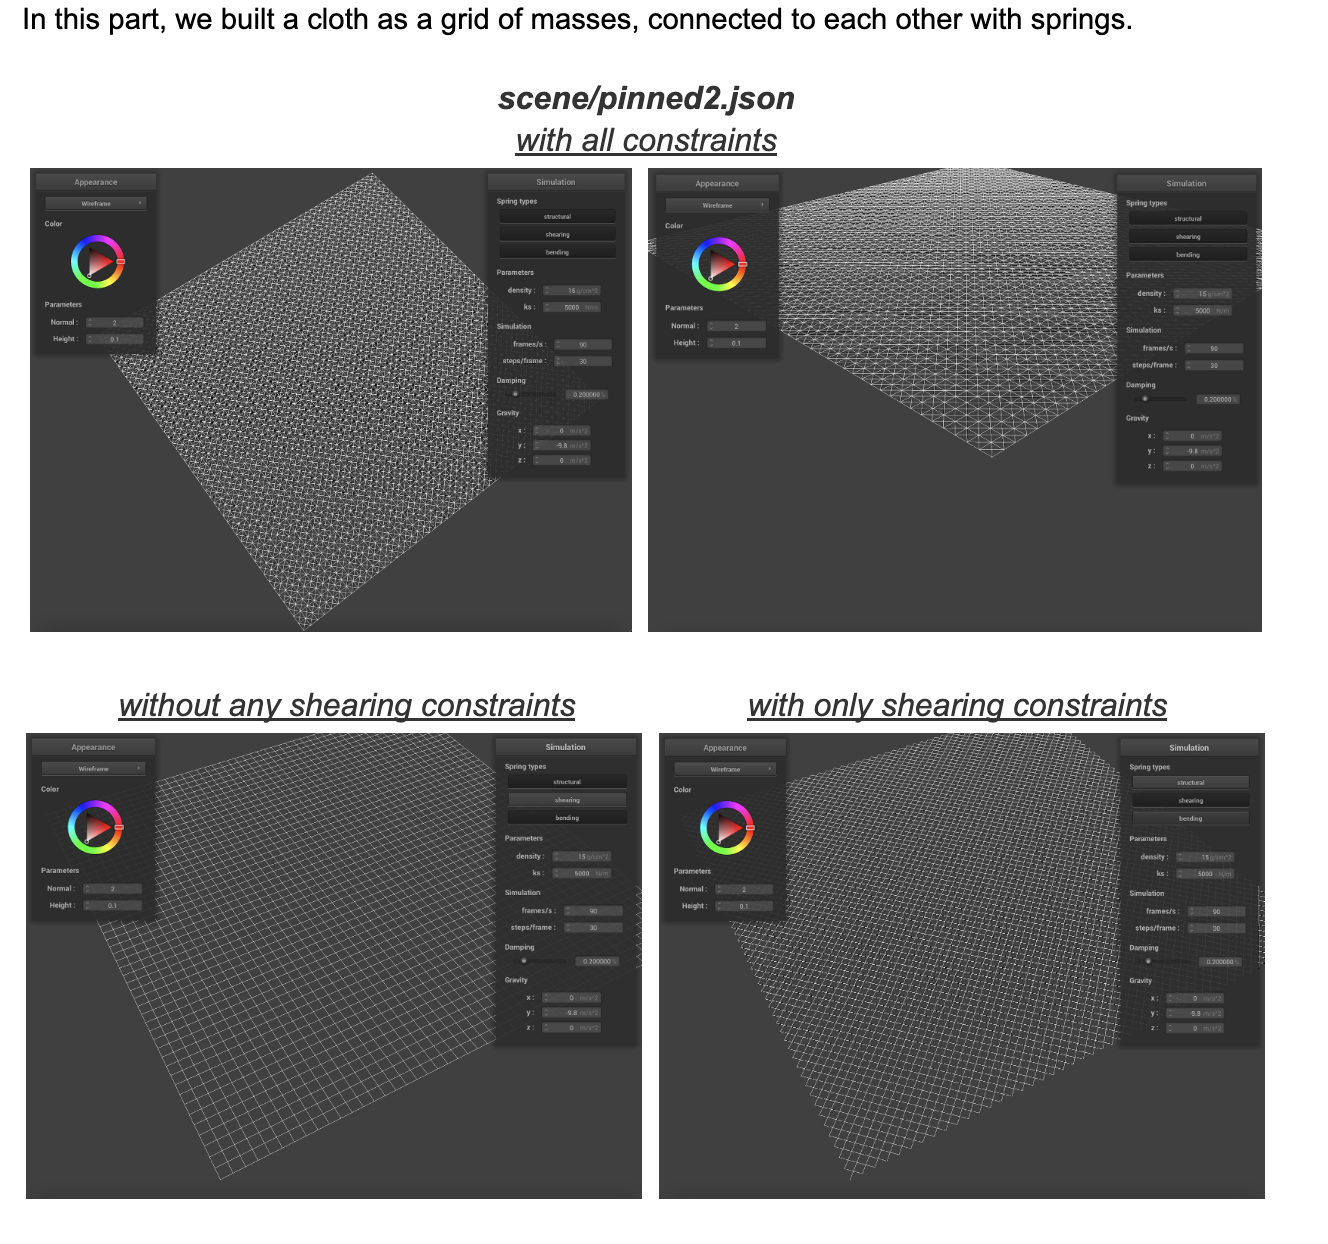 In this part, we built a cloth as a grid of masses, connected to each other with springs.
scene/pinned2.json
with all constraints
Appearance
Wireframe
Color
Parameters
Normal : 2
Height : 0.1
Simulation
Spring types
structural
shearing
bending
Parameters
density : 15 g/cm^2
ks : 5000 N/m
Simulation
frames/s : 90
steps/frame : 30
Damping
0.200000 %
Gravity
x : 0 m/s^2
y : -9.8 m/s^2
z : 0 m/s^2
Appearance
Wireframe
Color
Parameters
Normal : 2
Height : 0.1
Simulation
Spring types
structural
shearing
bending
Parameters
density : 15 g/cm^2
ks : 5000 N/m
Simulation
frames/s : 90
steps/frame : 30
Damping
0.200000 %
Gravity
x : 0 m/s^2
y : -9.8 m/s^2
z : 0 m/s^2
without any shearing constraints
Appearance
Wireframe
Color
Parameters
Normal : 2
Height : 0.1
Simulation
Spring types
structural
shearing
bending
Parameters
density : 15 g/cm^2
ks : 5000 N/m
Simulation
frames/s : 90
steps/frame : 30
Damping
0.200000 %
Gravity
x : 0 m/s^2
y : -9.8 m/s^2
z : 0 m/s^2
with only shearing constraints
Appearance
Wireframe
Color
Parameters
Normal : 2
Height : 0.1
Simulation
Spring types
structural
shearing
bending
Parameters
density : 15 g/cm^2
ks : 5000 N/m
Simulation
frames/s : 90
steps/frame : 30
Damping
0.200000 %
Gravity
x : 0 m/s^2
y : -9.8 m/s^2
z : 0 m/s^2